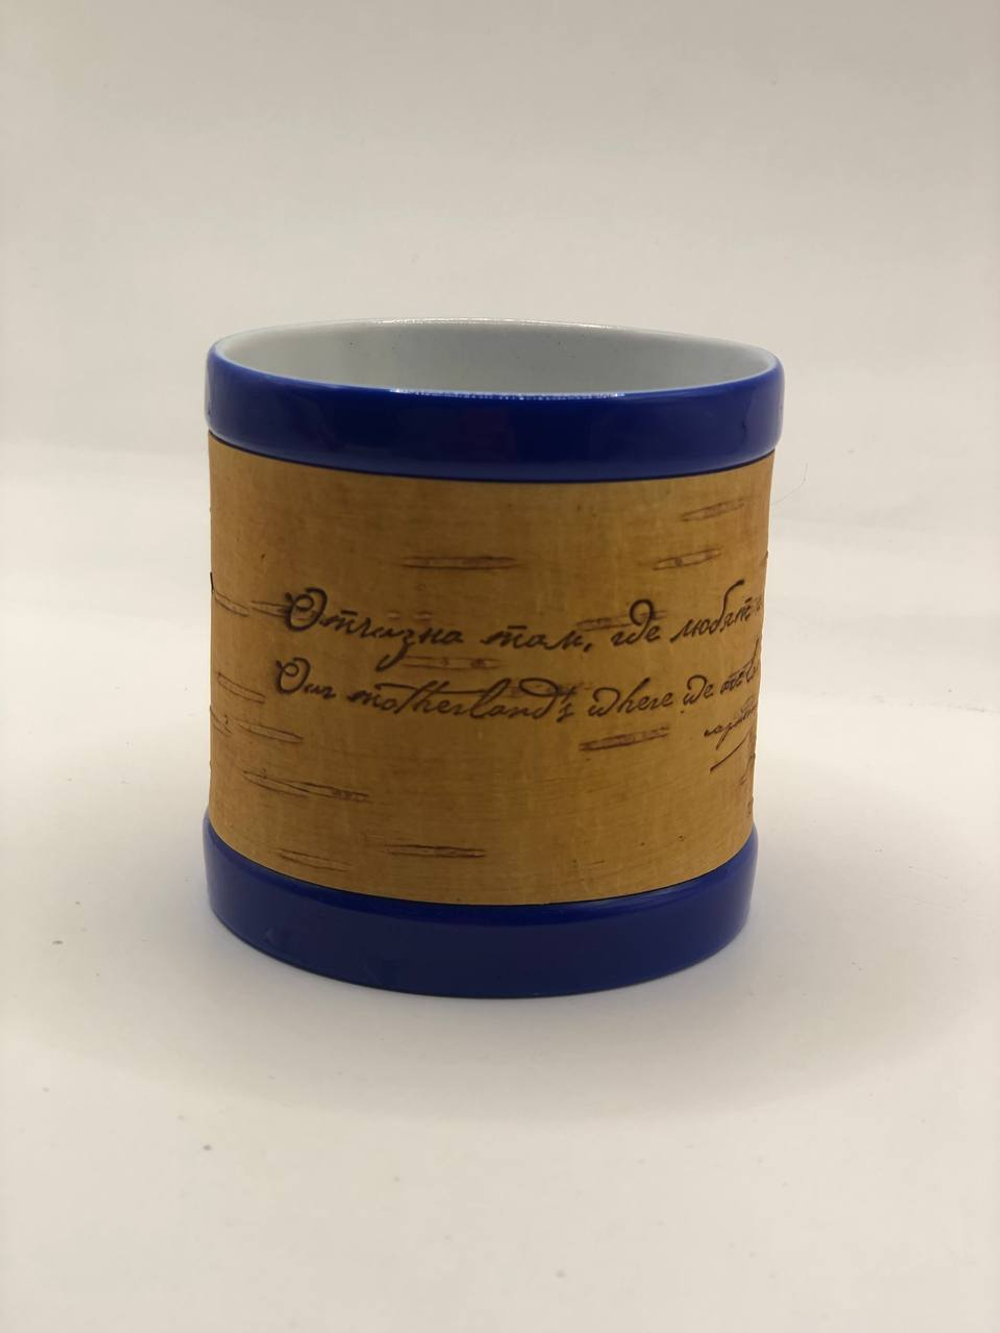 Отчизна там, где любят
Our motherland's where we